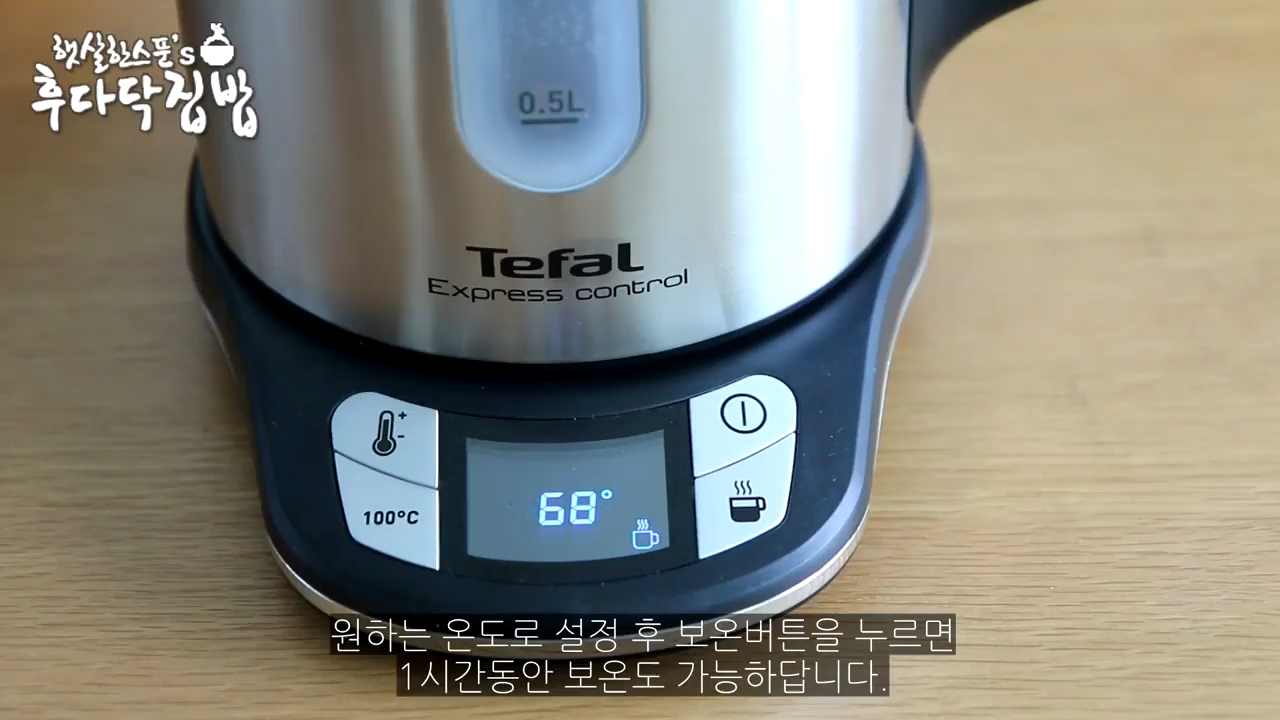 햇살한스푼's
후다닥집밥
0.5L
Tefal
Express control
+
-
100°C
68°
원하는 온도로 설정 후 보온버튼을 누르면
1시간동안 보온도 가능하답니다.